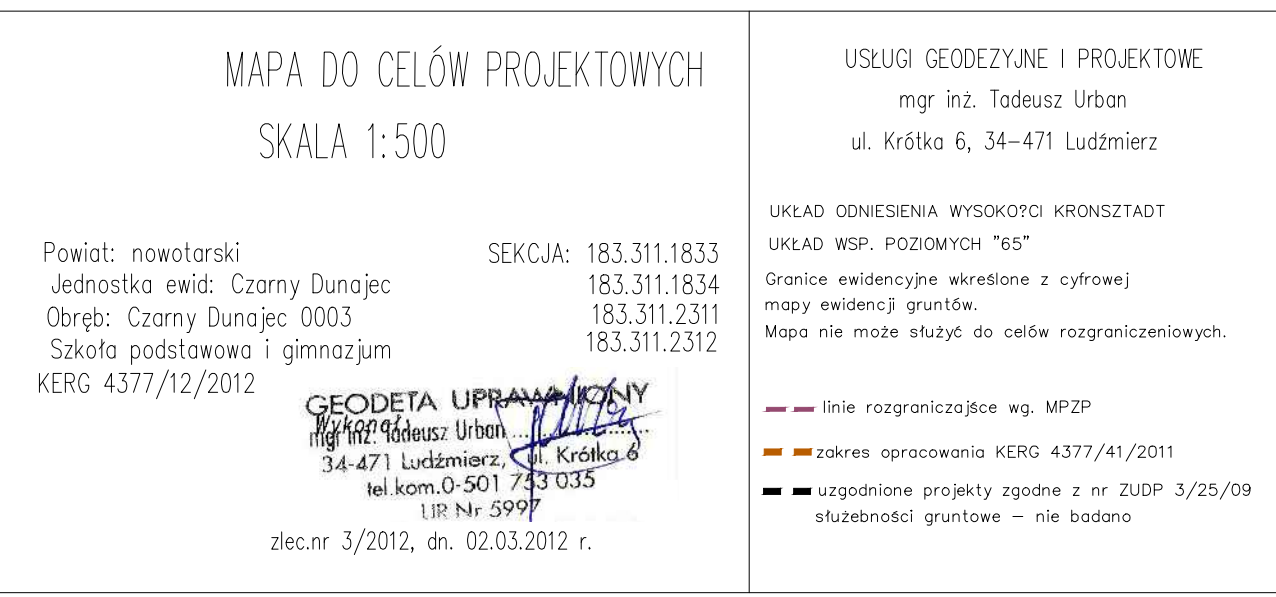 MAPA DO CELÓW PROJEKTOWYCH
SKALA 1:500
Powiat: nowotarski
Jednostka ewid: Czarny Dunajec
Obręb: Czarny Dunajec 0003
Szkoła podstawowa i gimnazjum
KERG 4377/12/2012
SEKCJA: 183.311.1833
183.311.1834
183.311.2311
183.311.2312
GEODETA UPRAWNIONY
Wykonał:
mgr inż. Tadeusz Urban
34-471 Ludźmierz, ul. Krótka 6
tel.kom.0-501 753 035
UR Nr 5997
zlec.nr 3/2012, dn. 02.03.2012 r.
USŁUGI GEODEZYJNE I PROJEKTOWE
mgr inż. Tadeusz Urban
ul. Krótka 6, 34-471 Ludźmierz
UKŁAD ODNIESIENIA WYSOKO?CI KRONSZTADT
UKŁAD WSP. POZIOMYCH "65"
Granice ewidencyjne wkreślone z cyfrowej
mapy ewidencji gruntów.
Mapa nie może służyć do celów rozgraniczeniowych.
linie rozgraniczajśce wg. MPZP
zakres opracowania KERG 4377/41/2011
uzgodnione projekty zgodne z nr ZUDP 3/25/09
służebności gruntowe – nie badano